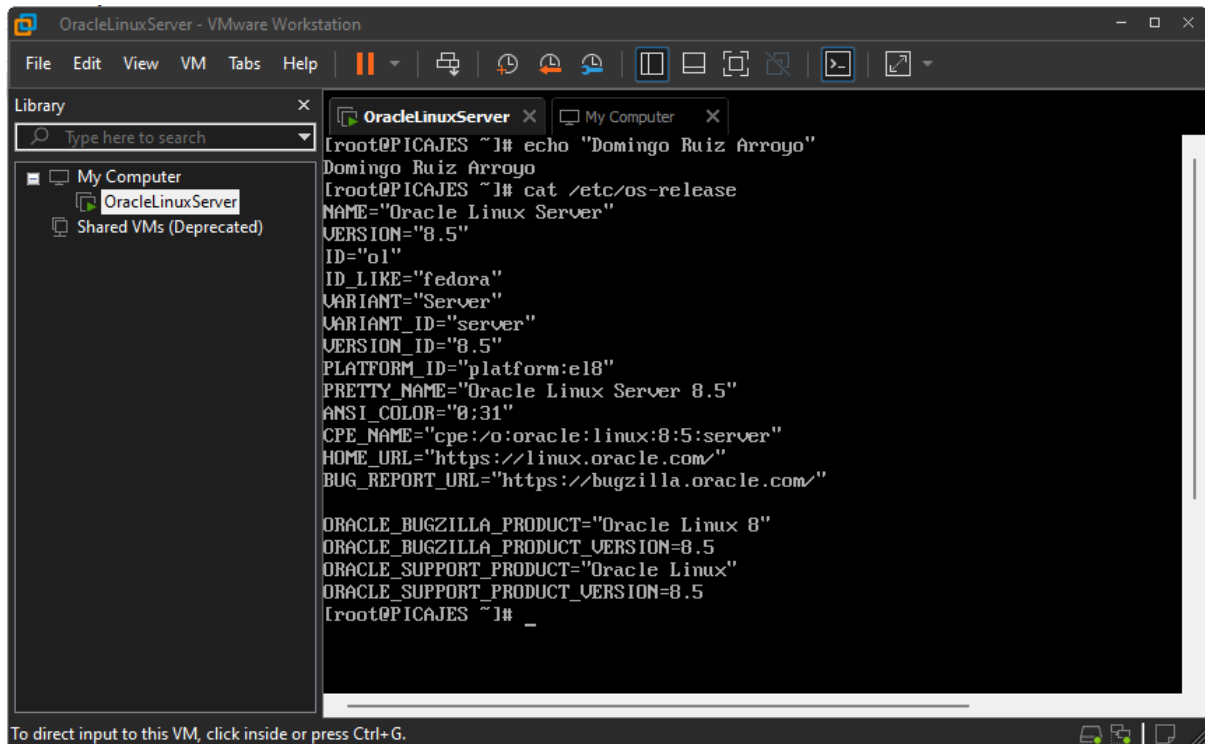 OracleLinuxServer - VMware Workstation
File Edit View VM Tabs Help
Library
Type here to search
My Computer
OracleLinuxServer
Shared VMs (Deprecated)
OracleLinuxServer My Computer
[root@PICAJES ~]# echo "Domingo Ruiz Arroyo"
Domingo Ruiz Arroyo
[root@PICAJES ~]# cat /etc/os-release
NAME="Oracle Linux Server"
VERSION="8.5"
ID="ol"
ID_LIKE="fedora"
VARIANT="Server"
VARIANT_ID="server"
VERSION_ID="8.5"
PLATFORM_ID="platform:el8"
PRETTY_NAME="Oracle Linux Server 8.5"
ANSI_COLOR="0;31"
CPE_NAME="cpe:/o:oracle:linux:8:5:server"
HOME_URL="https://linux.oracle.com/"
BUG_REPORT_URL="https://bugzilla.oracle.com/"

ORACLE_BUGZILLA_PRODUCT="Oracle Linux 8"
ORACLE_BUGZILLA_PRODUCT_VERSION=8.5
ORACLE_SUPPORT_PRODUCT="Oracle Linux"
ORACLE_SUPPORT_PRODUCT_VERSION=8.5
[root@PICAJES ~]# _
To direct input to this VM, click inside or press Ctrl+G.